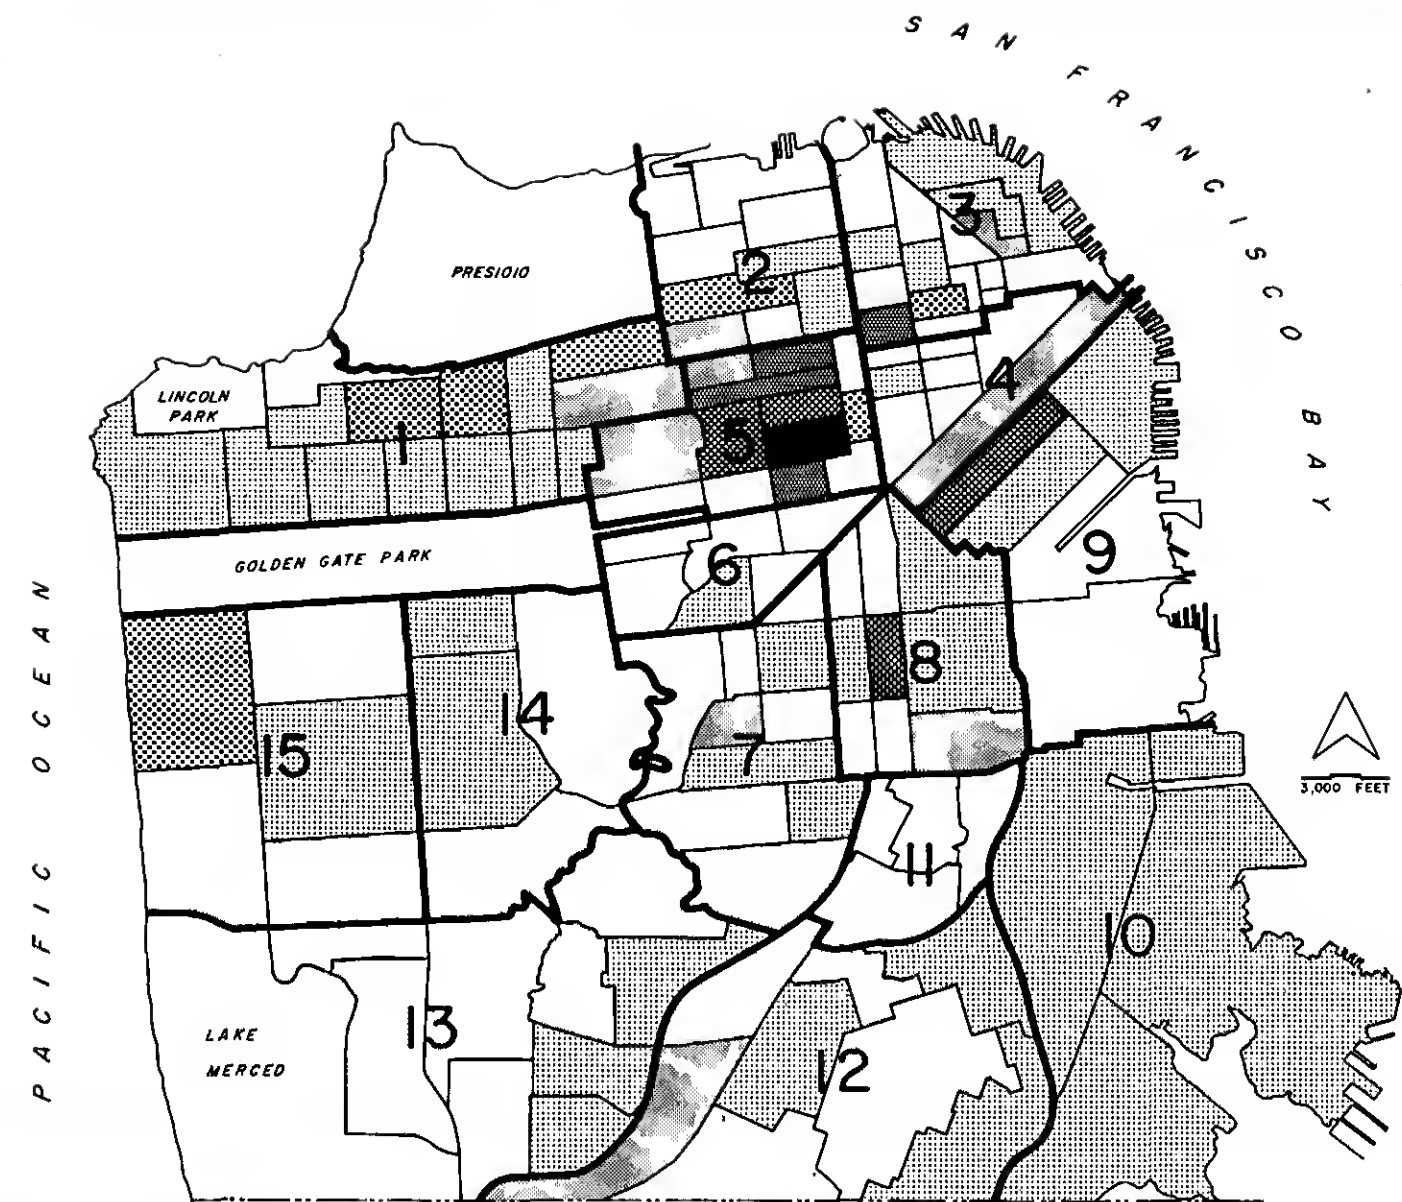 SAN FRANCISCO BAY
PRESIOIO
3
2
LINCOLN
PARK
4
1
5
GOLDEN GATE PARK
9
6
8
14
15
7
3,000 FEET
11
10
PACIFIC OCEAN
13
LAKE
MERCED
12